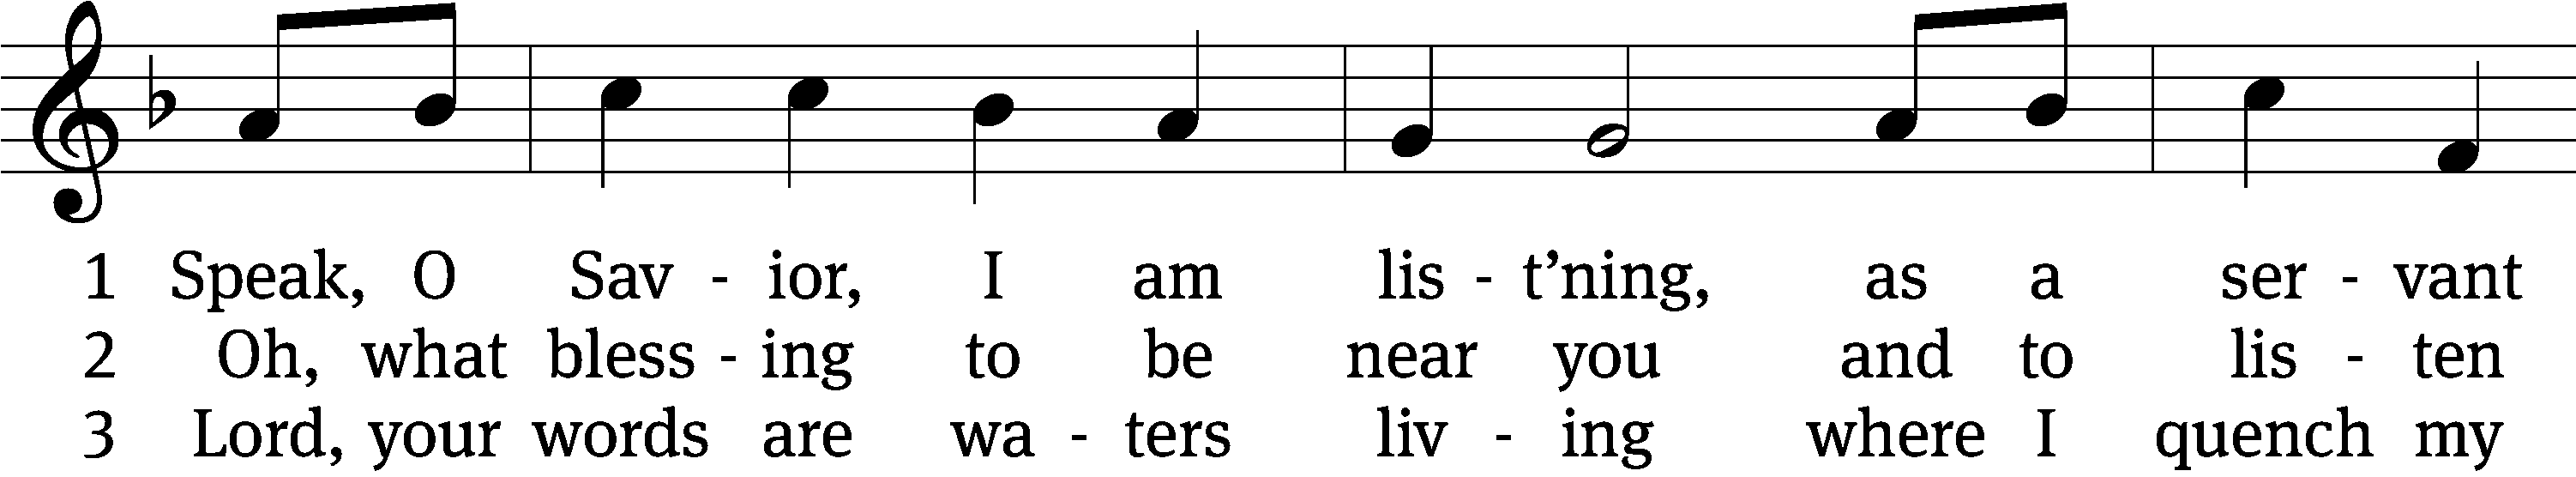 1 Speak, O Sav - ior, I am lis - t’ning, as a ser - vant
2 Oh, what bless - ing to be near you and to lis - ten
3 Lord, your words are wa - ters liv - ing where I quench my